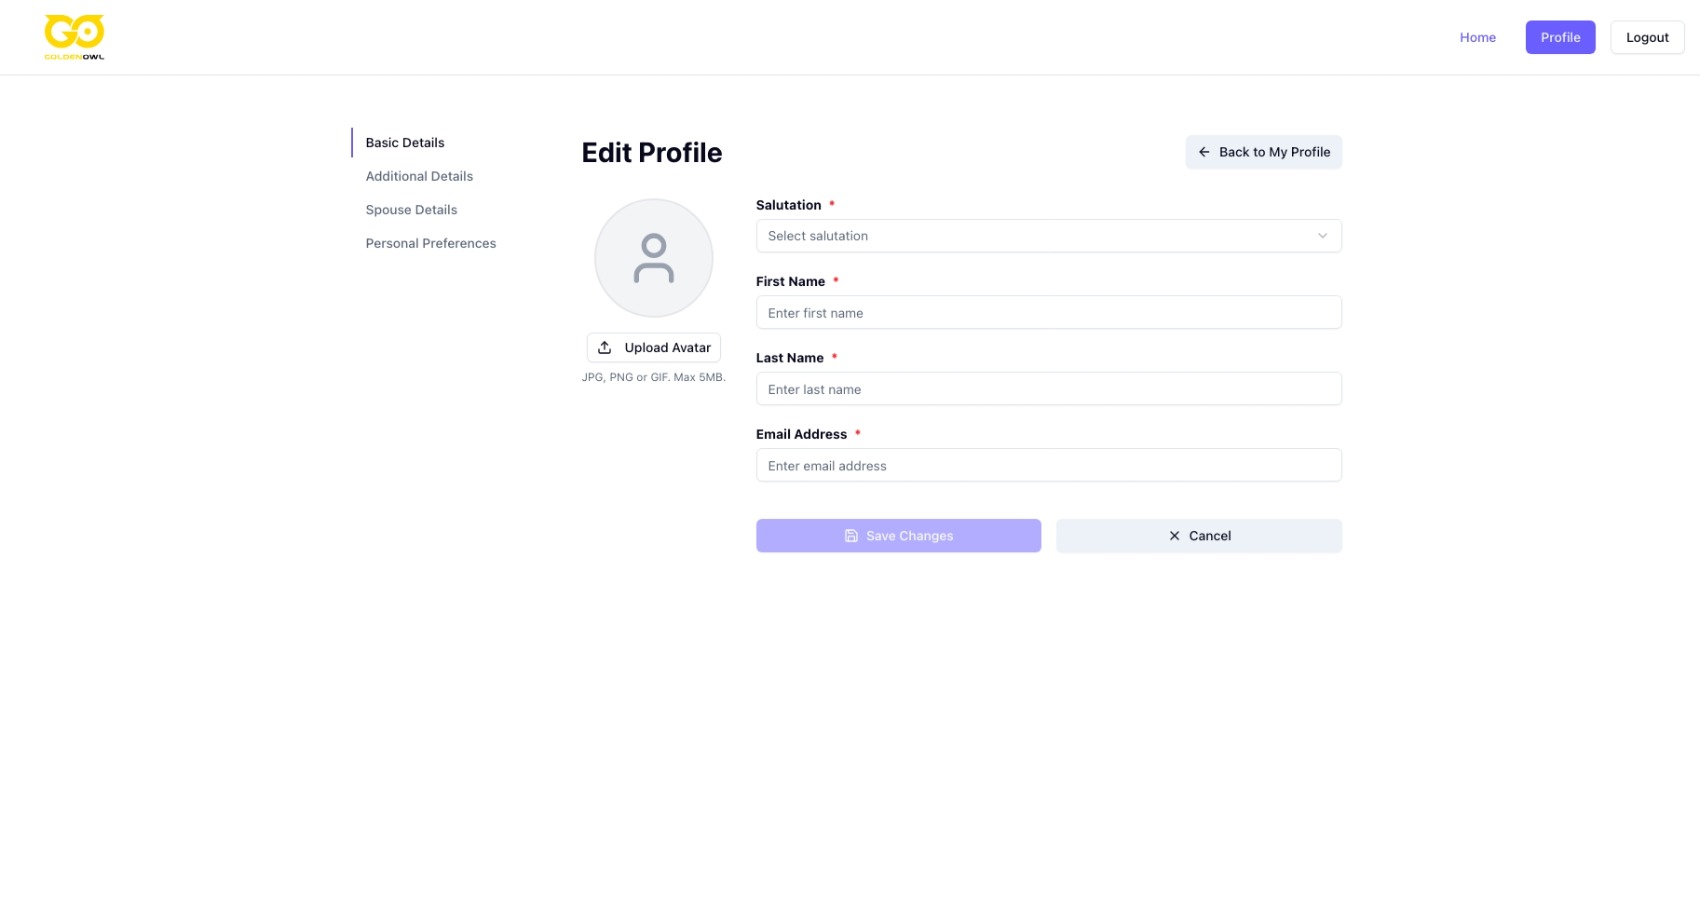 GOLDENOWL
Home
Profile
Logout
Basic Details
Additional Details
Spouse Details
Personal Preferences
Edit Profile
← Back to My Profile
Upload Avatar
JPG, PNG or GIF. Max 5MB.
Salutation *
Select salutation
First Name *
Enter first name
Last Name *
Enter last name
Email Address *
Enter email address
Save Changes
Cancel